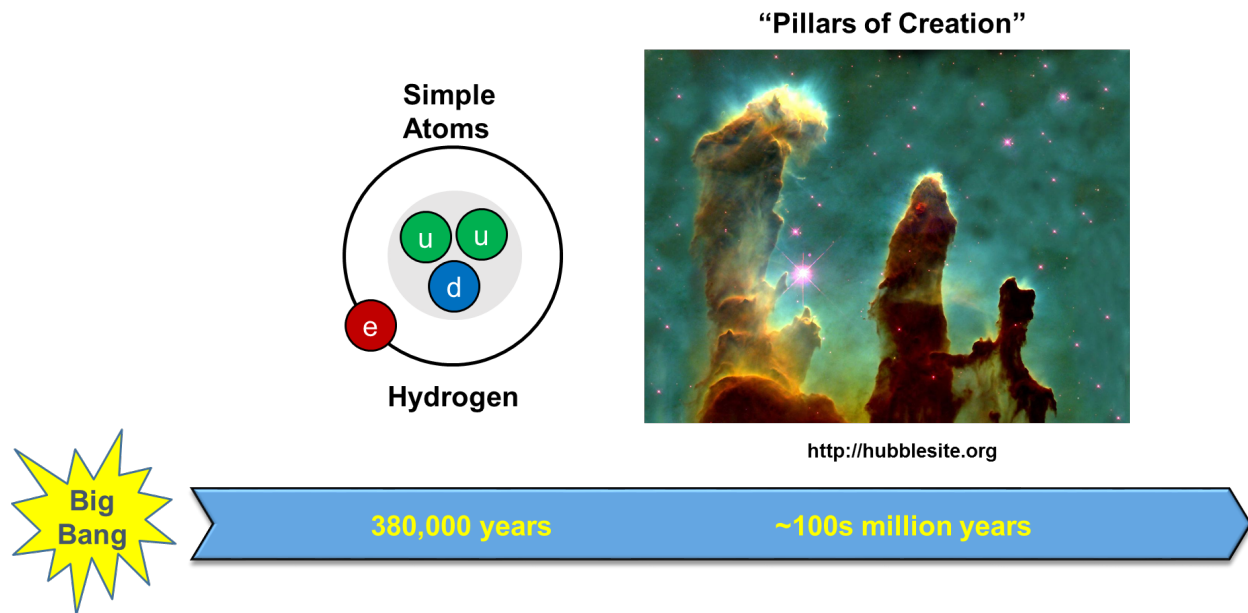 “Pillars of Creation”
Simple
Atoms
u u
d
e
Hydrogen
http://hubblesite.org
Big
Bang
380,000 years
~100s million years